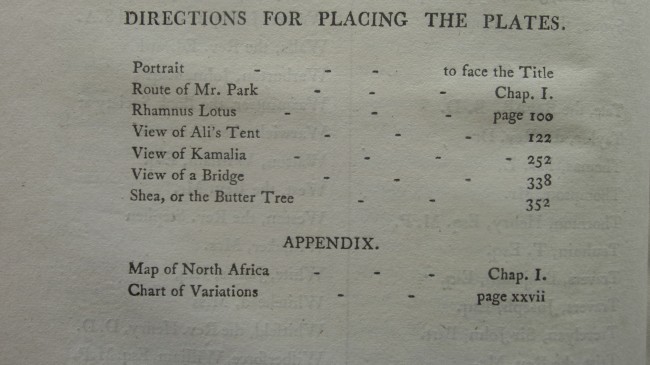 DIRECTIONS FOR PLACING THE PLATES.
Portrait - - - to face the Title
Route of Mr. Park - - - Chap. I.
Rhamnus Lotus - - - page 100
View of Ali's Tent - - - 122
View of Kamalia - - - - 252
View of a Bridge - - - 338
Shea, or the Butter Tree - - 352
APPENDIX.
Map of North Africa - - - Chap. I.
Chart of Variations - - page xxvii